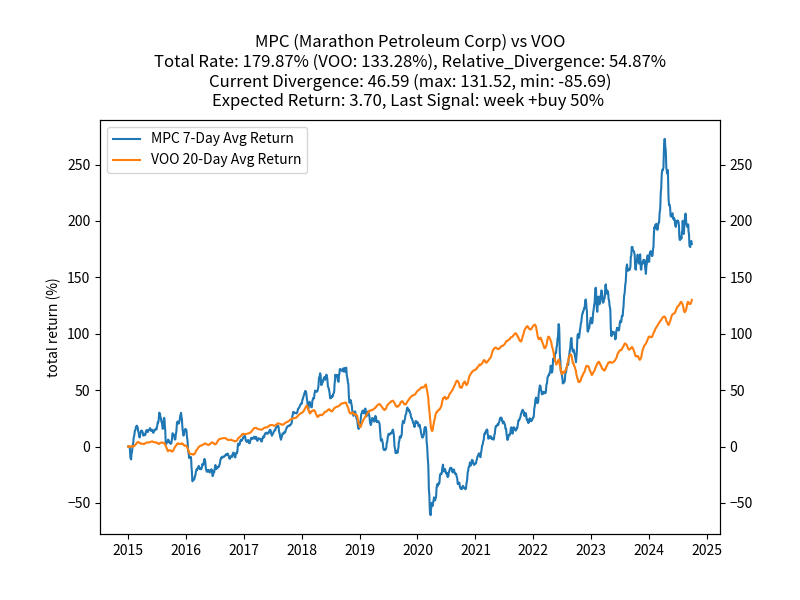 MPC (Marathon Petroleum Corp) vs VOO
Total Rate: 179.87% (VOO: 133.28%), Relative_Divergence: 54.87%
Current Divergence: 46.59 (max: 131.52, min: -85.69)
Expected Return: 3.70, Last Signal: week +buy 50%
MPC 7-Day Avg Return
VOO 20-Day Avg Return
total return (%)
250
200
150
100
50
0
−50
250
200
150
100
50
0
−50
2015 2016 2017 2018 2019 2020 2021 2022 2023 2024 2025